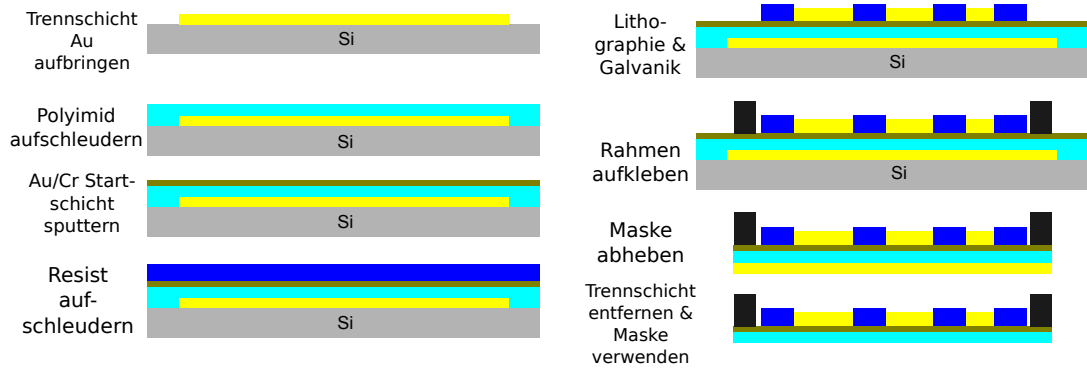 Trennschicht
Au
aufbringen
Si
Polyimid
aufschleudern
Si
Au/Cr Start-
schicht
sputtern
Si
Resist
auf-
schleudern
Si
Litho-
graphie &
Galvanik
Si
Rahmen
aufkleben
Si
Maske
abheben
Trennschicht
entfernen &
Maske
verwenden